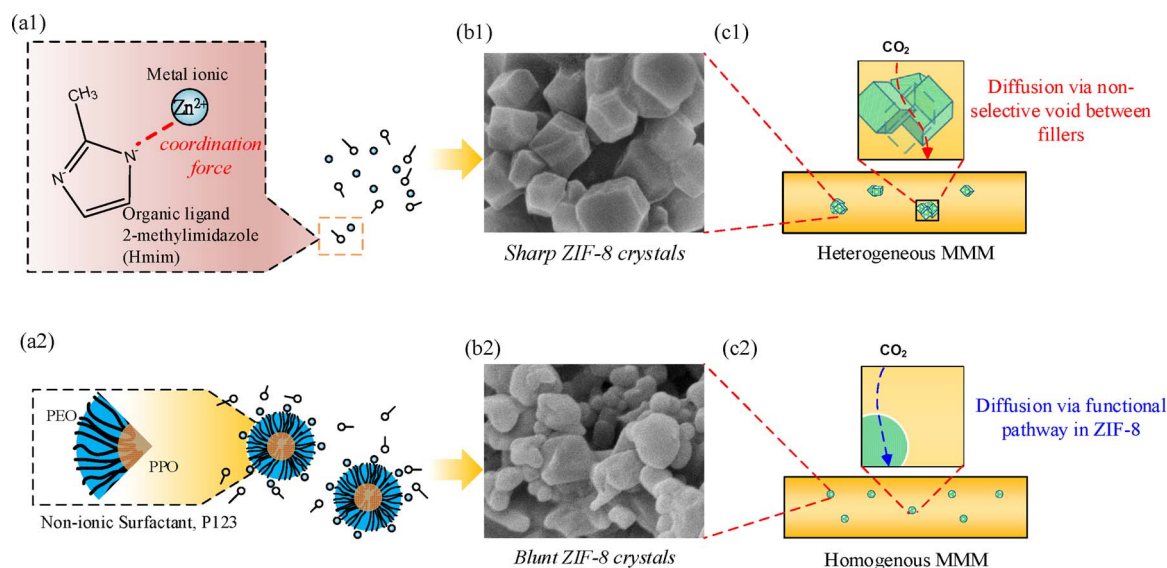 (a1)
Metal ionic
Zn2+
CH3
coordination
force
N-
N-
Organic ligand
2-methylimidazole
(Hmim)
(b1)
Sharp ZIF-8 crystals
(c1)
CO2
Diffusion via non-
selective void between
fillers
Heterogeneous MMM
(a2)
PEO
PPO
Non-ionic Surfactant, P123
(b2)
Blunt ZIF-8 crystals
(c2)
CO2
Diffusion via functional
pathway in ZIF-8
Homogenous MMM